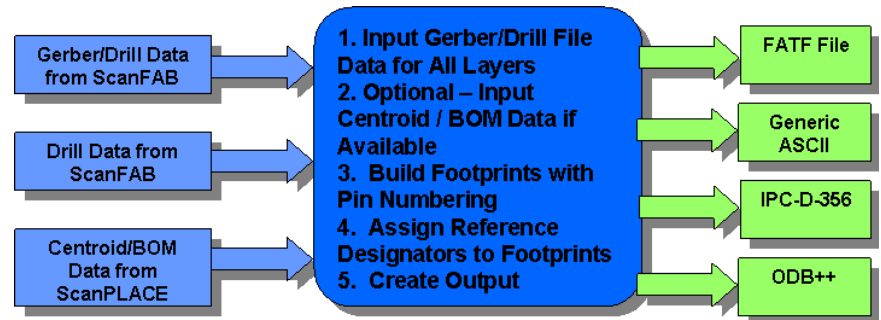 Gerber/Drill Data
from ScanFAB
Drill Data from
ScanFAB
Centroid/BOM
Data from
ScanPLACE
1. Input Gerber/Drill File
Data for All Layers
2. Optional – Input
Centroid / BOM Data if
Available
3. Build Footprints with
Pin Numbering
4. Assign Reference
Designators to Footprints
5. Create Output
FATF File
Generic
ASCII
IPC-D-356
ODB++